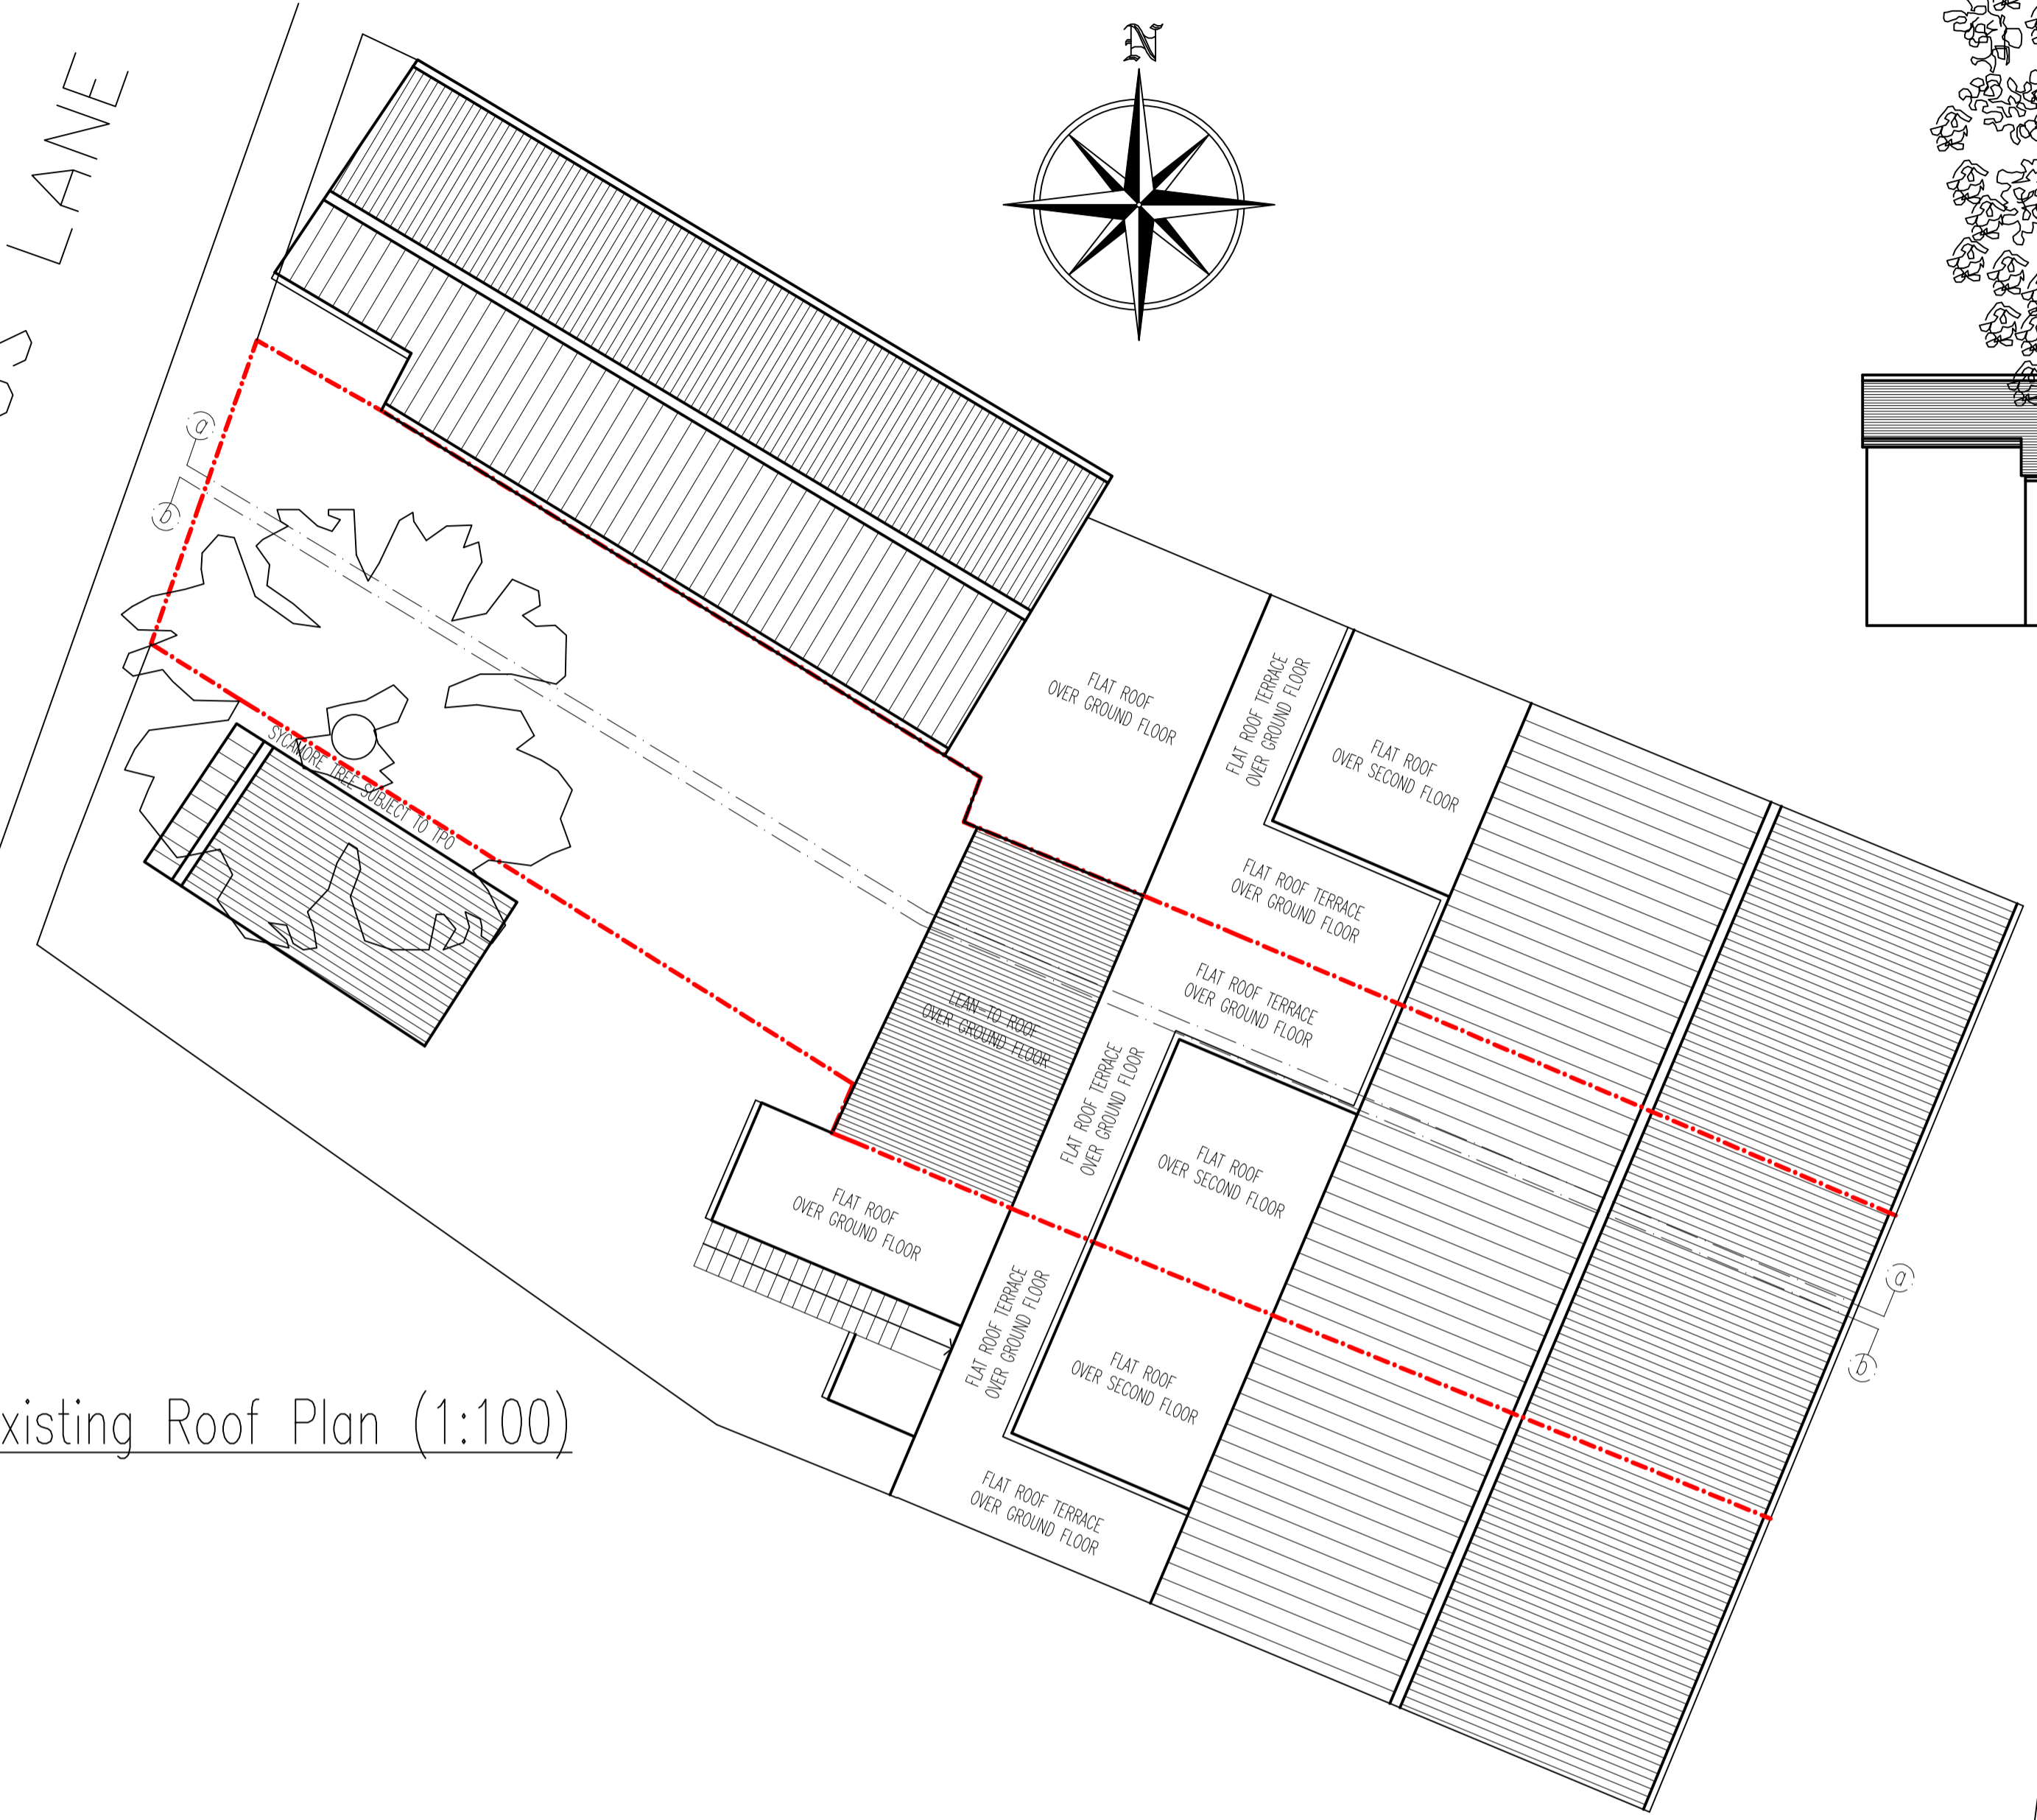 N
LANE
a
b
FLAT ROOF
OVER GROUND FLOOR
FLAT ROOF TERRACE
OVER GROUND FLOOR
FLAT ROOF
OVER SECOND FLOOR
SYCAMORE TREE SUBJECT TO TPO
FLAT ROOF TERRACE
OVER GROUND FLOOR
FLAT ROOF TERRACE
OVER GROUND FLOOR
LEAN-TO ROOF
OVER GROUND FLOOR
FLAT ROOF TERRACE
OVER GROUND FLOOR
FLAT ROOF
OVER SECOND FLOOR
FLAT ROOF
OVER GROUND FLOOR
a
b
FLAT ROOF TERRACE
OVER GROUND FLOOR
FLAT ROOF
OVER SECOND FLOOR
xisting Roof Plan (1:100)
FLAT ROOF TERRACE
OVER GROUND FLOOR